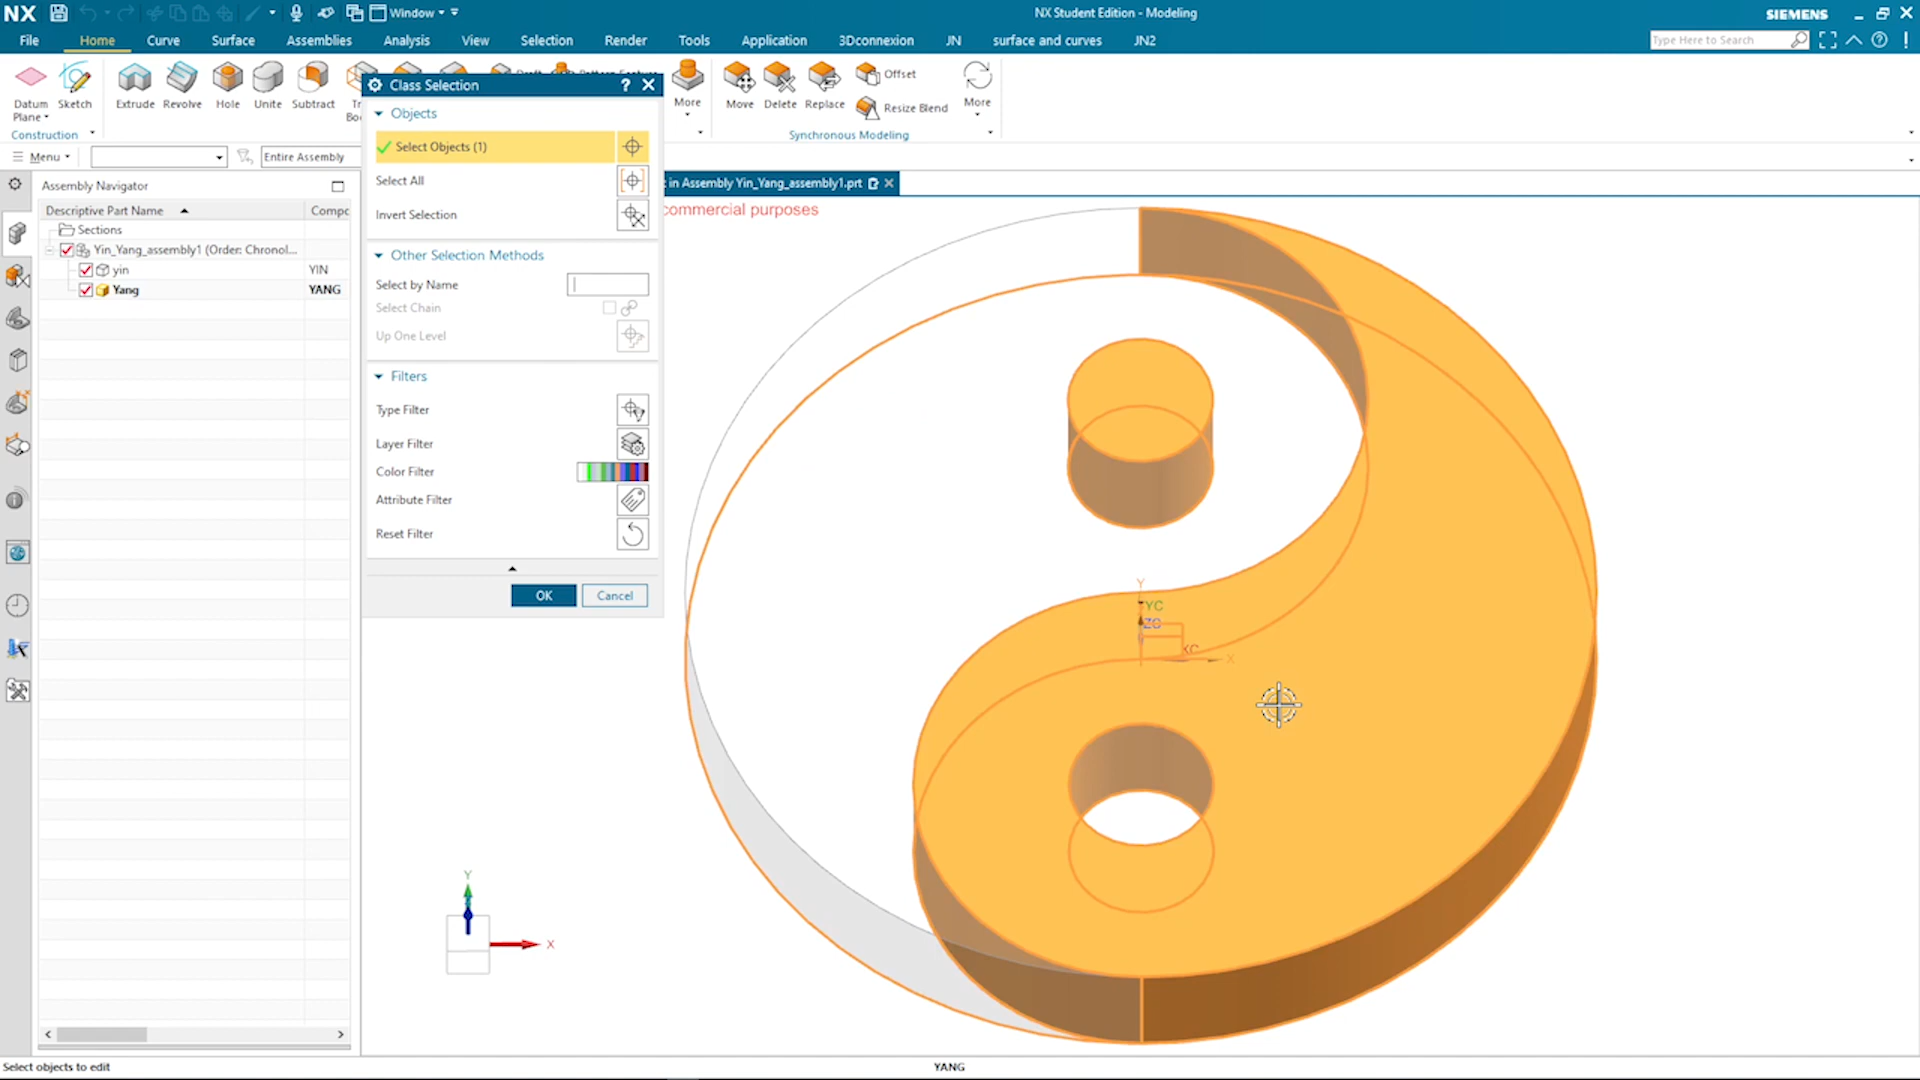 NX
Window
NX Student Edition - Modeling
SIEMENS
File
Home
Curve
Surface
Assemblies
Analysis
View
Selection
Render
Tools
Application
3Dconnexion
JN
surface and curves
JN2
Type Here to Search
Datum
Plane
Sketch
Extrude
Revolve
Hole
Unite
Subtract
More
Move
Delete
Replace
Offset
Resize Blend
More
Construction
Synchronous Modeling
Menu
Entire Assembly
Class Selection
? 
Objects
Select Objects (1)
Select All
Invert Selection
Other Selection Methods
Select by Name
Select Chain
Up One Level
Filters
Type Filter
Layer Filter
Color Filter
Attribute Filter
Reset Filter
OK
Cancel
Assembly Navigator
Descriptive Part Name
Compc
Sections
Yin_Yang_assembly1 (Order: Chronol...
yin
YIN
Yang
YANG
in Assembly Yin_Yang_assembly1.prt
commercial purposes
Y
YC
ZC
XC
X
Y
X
Select objects to edit
YANG